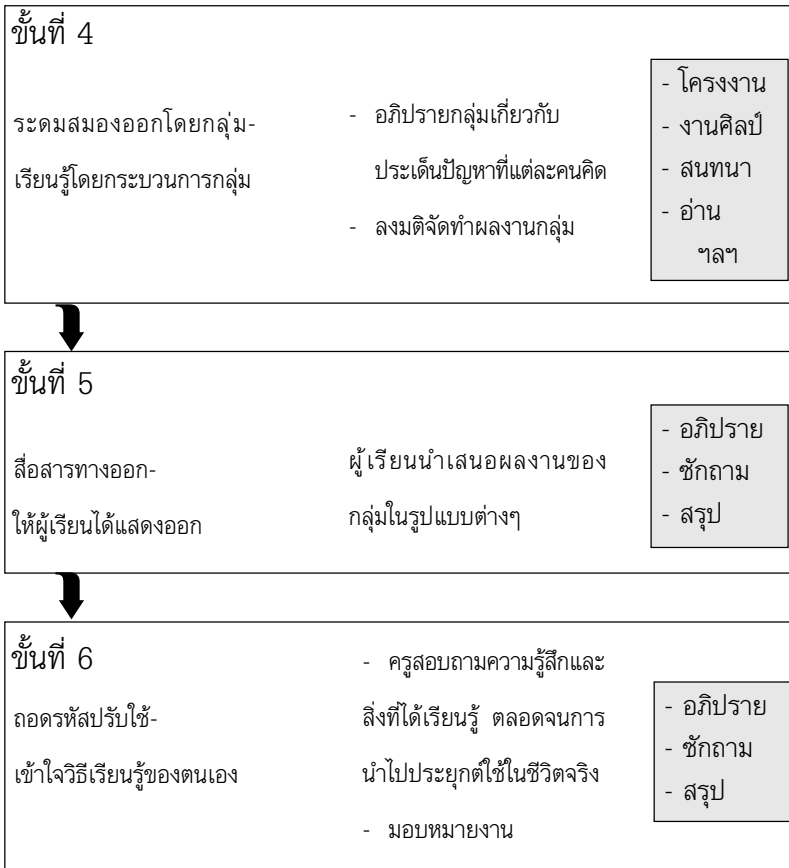 ขั้นที่ 4
ระดมสมองออกโดยกลุ่ม-
เรียนรู้โดยกระบวนการกลุ่ม
- อภิปรายกลุ่มเกี่ยวกับ
ประเด็นปัญหาที่แต่ละคนคิด
- ลงมติจัดทำผลงานกลุ่ม
- โครงงาน
- งานศิลป์
- สนทนา
- อ่าน
ฯลฯ
ขั้นที่ 5
สื่อสารทางออก-
ให้ผู้เรียนได้แสดงออก
ผู้เรียนนำเสนอผลงานของ
กลุ่มในรูปแบบต่างๆ
- อภิปราย
- ซักถาม
- สรุป
ขั้นที่ 6
ถอดรหัสปรับใช้-
เข้าใจวิธีเรียนรู้ของตนเอง
- ครูสอบถามความรู้สึกและ
สิ่งที่ได้เรียนรู้ ตลอดจนการ
นำไปประยุกต์ใช้ในชีวิตจริง
- มอบหมายงาน
- อภิปราย
- ซักถาม
- สรุป